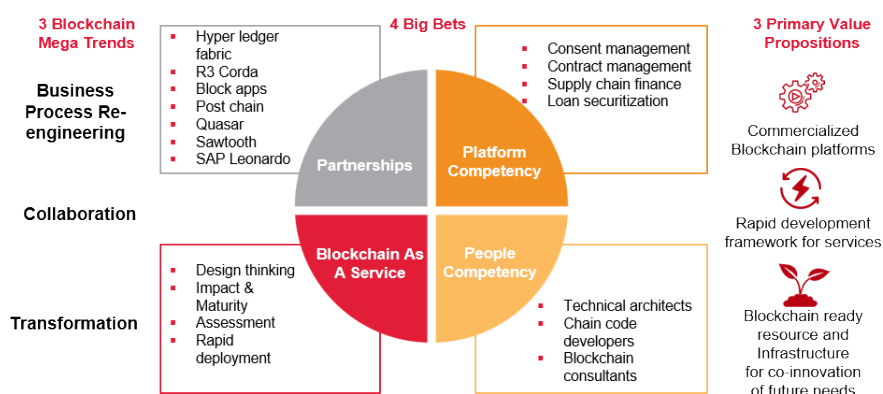 3 Blockchain
Mega Trends
Business
Process Re-
engineering
Collaboration
Transformation
4 Big Bets
Hyper ledger
fabric
R3 Corda
Block apps
Post chain
Quasar
Sawtooth
SAP Leonardo
Partnerships
Consent management
Contract management
Supply chain finance
Loan securitization
Platform
Competency
Design thinking
Impact &
Maturity
Assessment
Rapid
deployment
Blockchain As
A Service
People
Competency
Technical architects
Chain code
developers
Blockchain
consultants
3 Primary Value
Propositions
Commercialized
Blockchain platforms
Rapid development
framework for services
Blockchain ready
resource and
Infrastructure
for co-innovation
of future needs